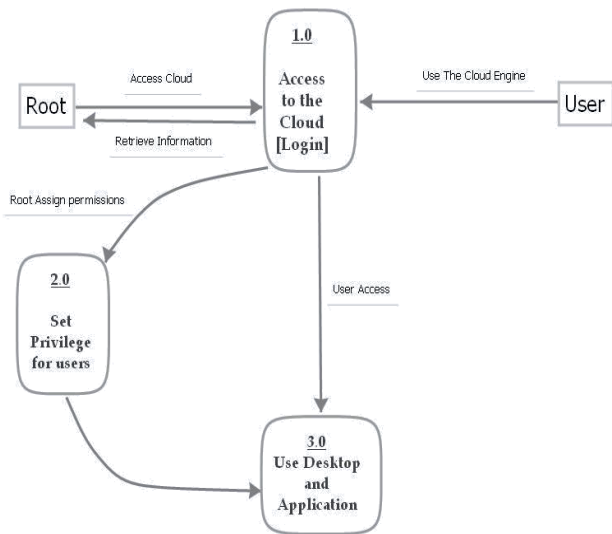 1.0
Access
to the
Cloud
[Login]
Access Cloud
Use The Cloud Engine
Root
User
Retrieve Information
Root Assign permissions
2.0
Set
Privilege
for users
User Access
3.0
Use Desktop
and
Application